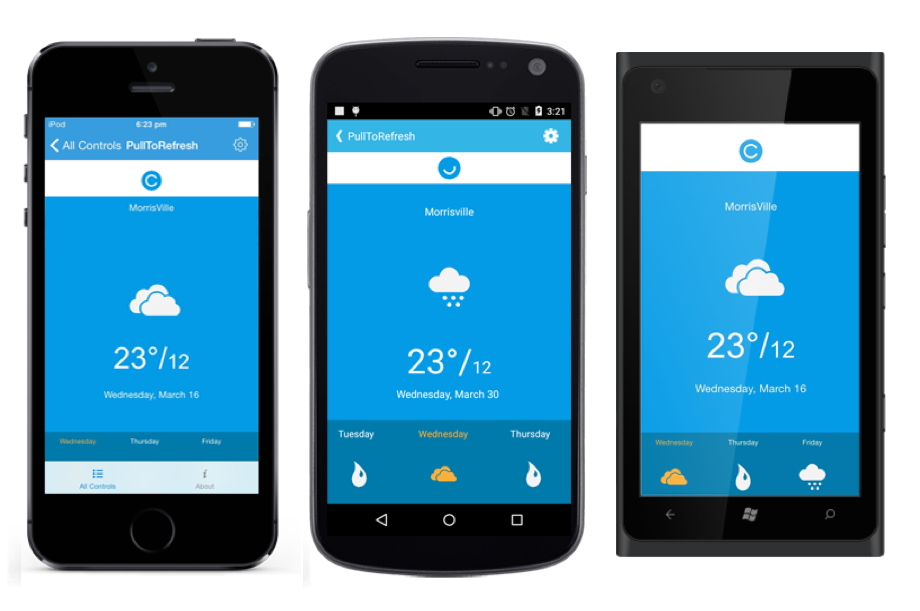 iPod 6:23 pm
All Controls PullToRefresh
MorrisVille
23°/12
Wednesday, March 16
Wednesday Thursday Friday
All Controls About
3:21
PullToRefresh
Morrisville
23°/12
Wednesday, March 30
Tuesday Wednesday Thursday
MorrisVille
23°/12
Wednesday, March 16
Wednesday Thursday Friday